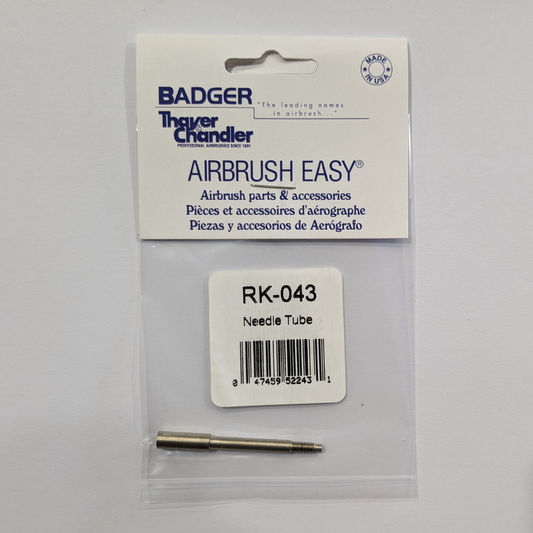 MADE
IN USA
BADGER
"The leading names
in airbrush..."
Thayer
Chandler
PROFESSIONAL AIRBRUSHES SINCE 1891
AIRBRUSH EASY®
Airbrush parts & accessories
Pièces et accessoires d'aérographe
Piezas y accesorios de Aerógrafo
RK-043
Needle Tube
0 47459 52243 1